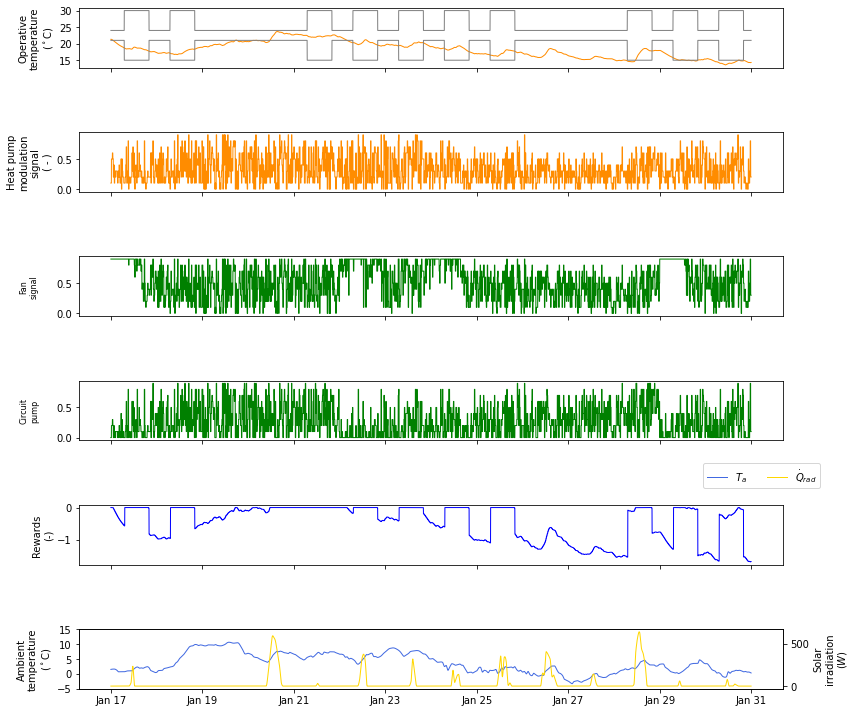 Operative
temperature
(°C)
30
25
20
15
Heat pump
modulation
signal
( - )
0.5
0.0
Fan
signal
0.5
0.0
Circuit
pump
0.5
0.0
T_a
Q̇_rad
Rewards
(-)
0
−1
Ambient
temperature
(°C)
15
10
5
0
−5
500
0
Solar
irradiation
(W)
Jan 17
Jan 19
Jan 21
Jan 23
Jan 25
Jan 27
Jan 29
Jan 31